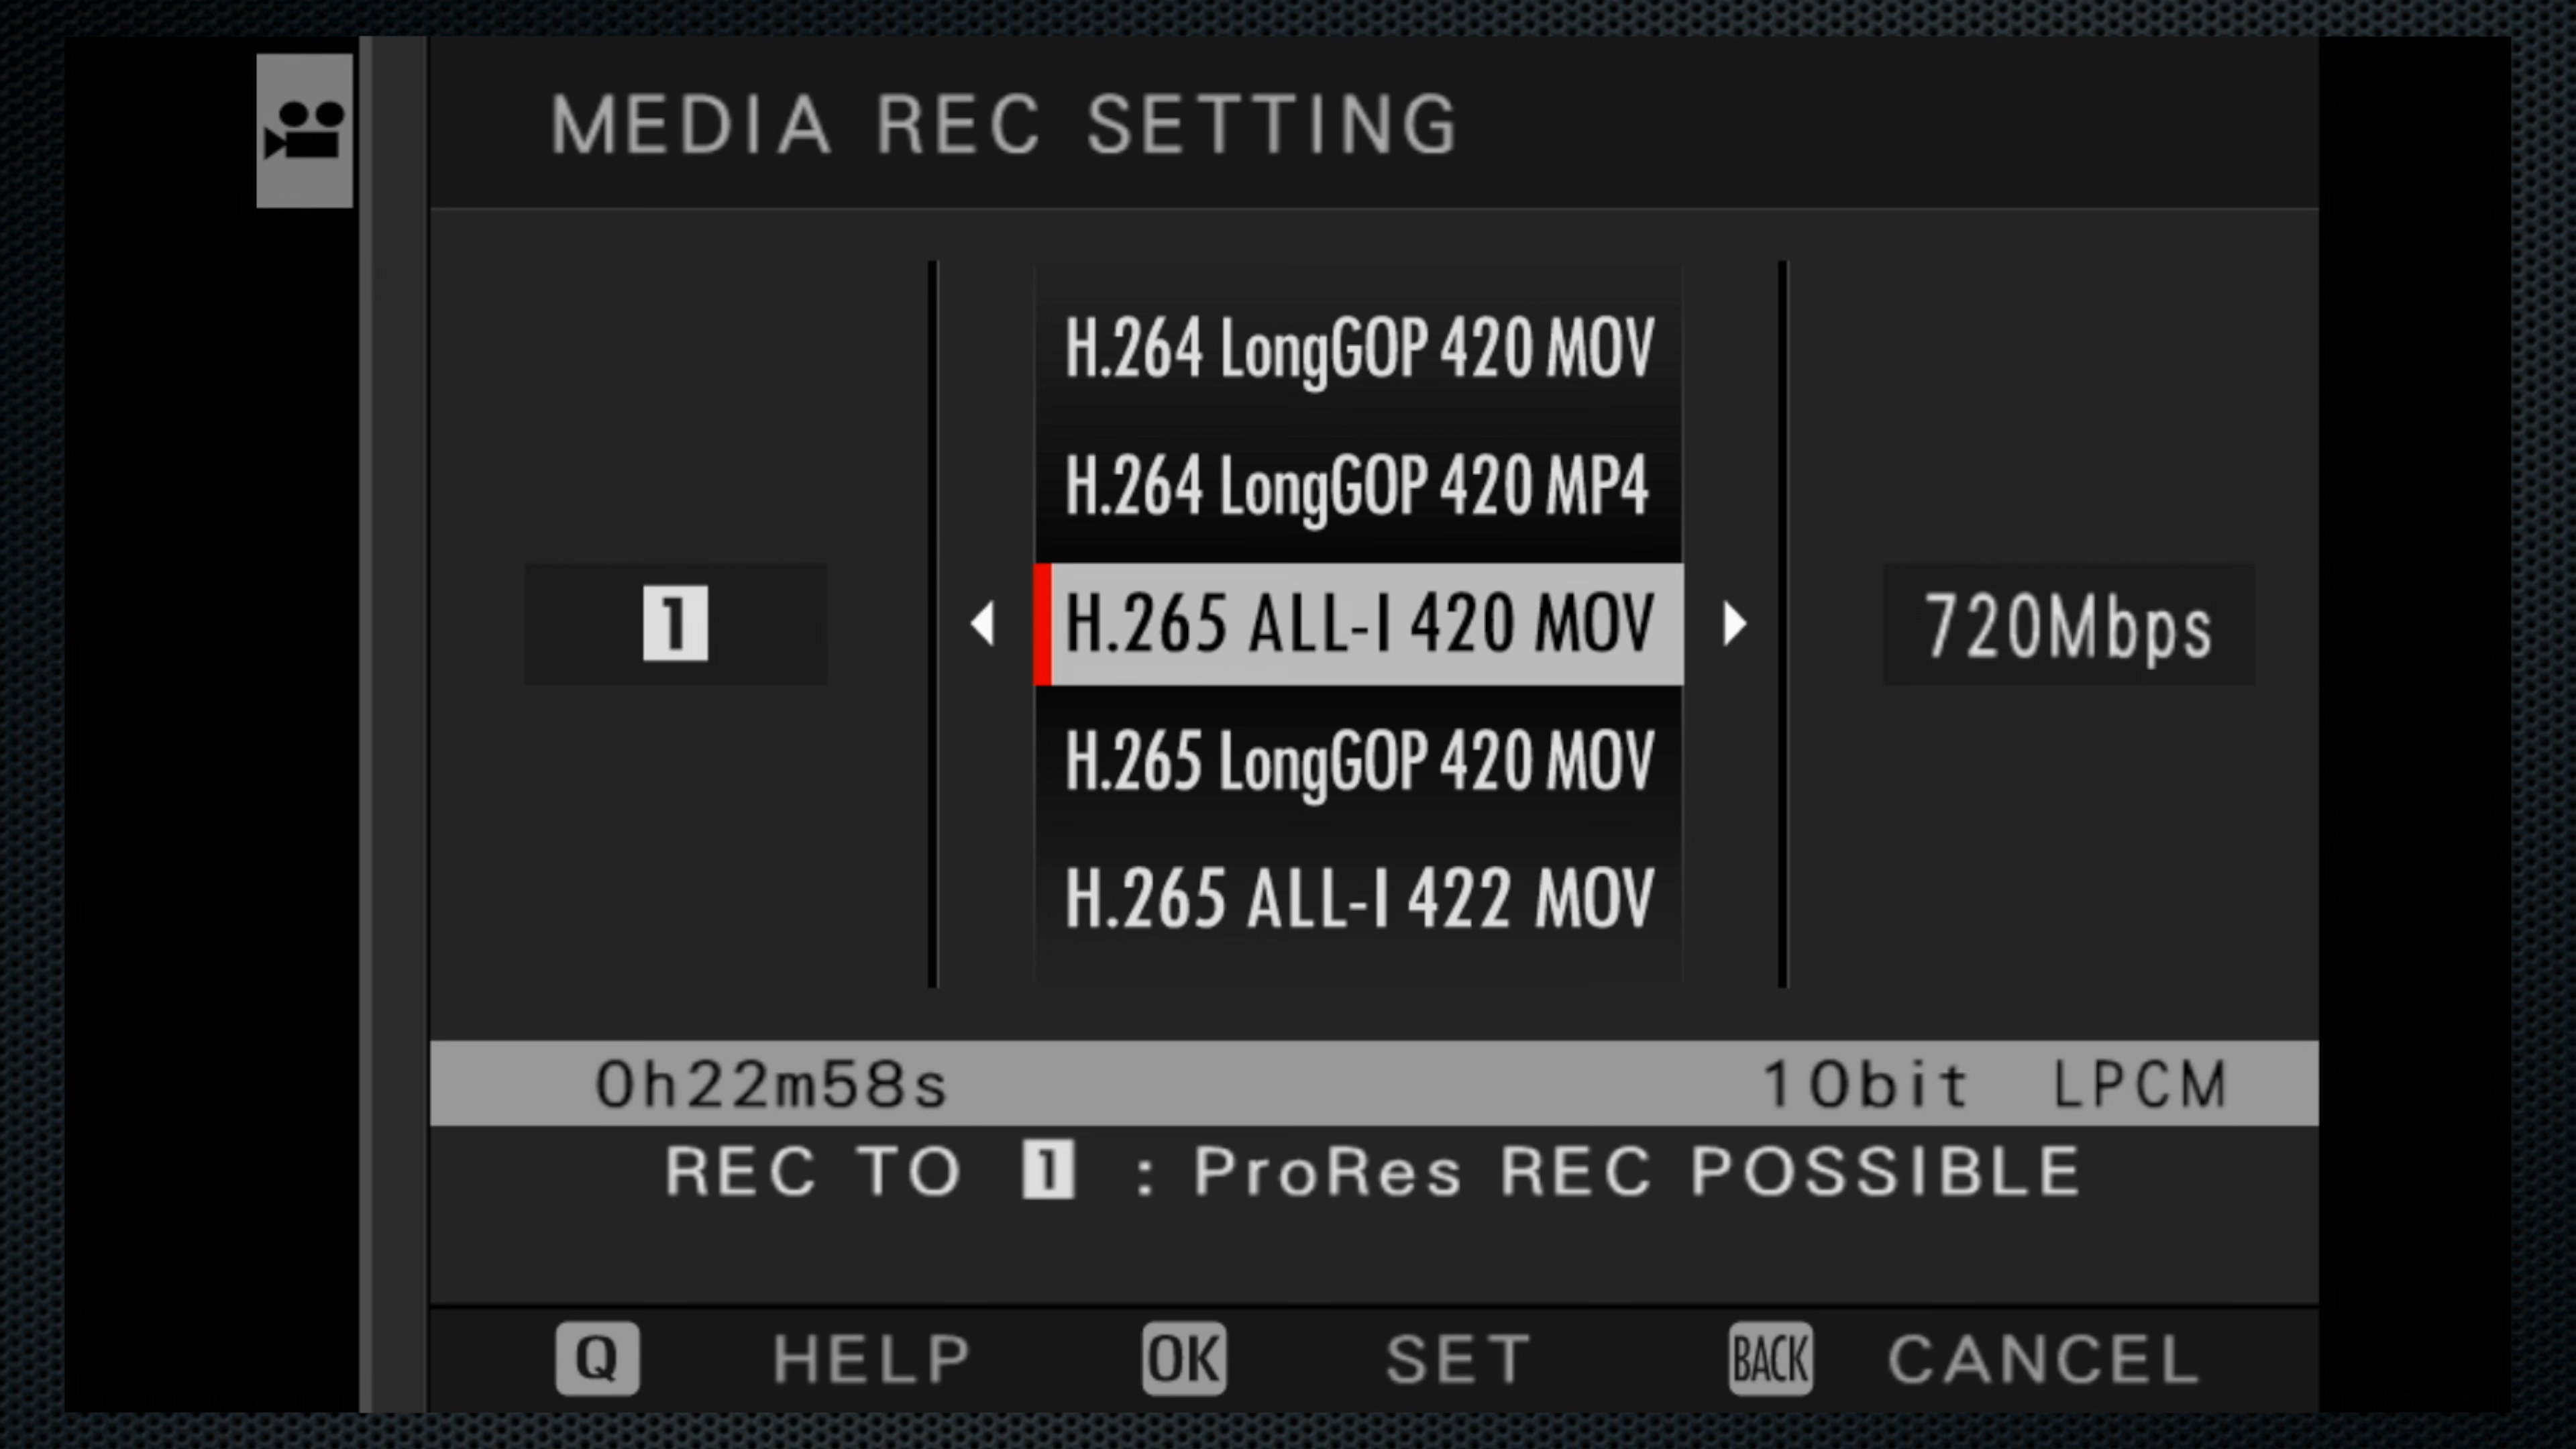 MEDIA REC SETTING
H.264 LongGOP 420 MOV
H.264 LongGOP 420 MP4
1 H.265 ALL-I 420 MOV 720Mbps
H.265 LongGOP 420 MOV
H.265 ALL-I 422 MOV
0h22m58s 10bit LPCM
REC TO 1 : ProRes REC POSSIBLE
Q HELP OK SET BACK CANCEL